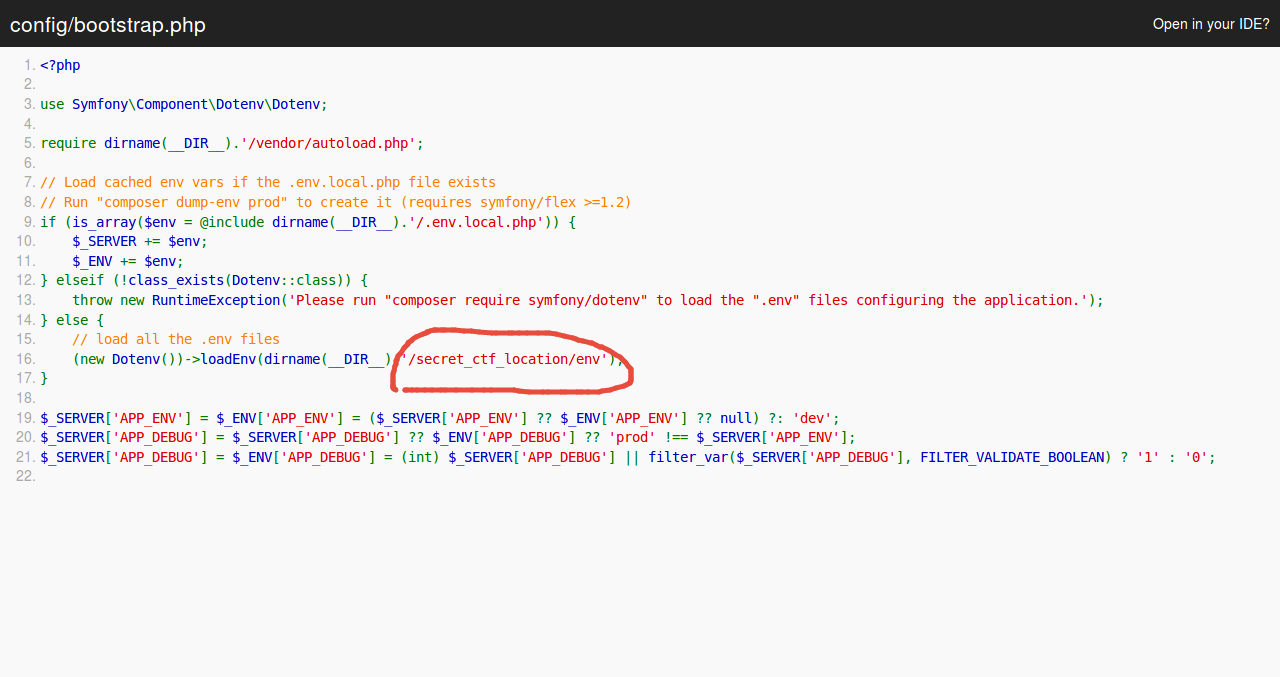 config/bootstrap.php
Open in your IDE?
1. <?php
2.
3. use Symfony\Component\Dotenv\Dotenv;
4.
5. require dirname(__DIR__).'/vendor/autoload.php';
6.
7. // Load cached env vars if the .env.local.php file exists
8. // Run "composer dump-env prod" to create it (requires symfony/flex >=1.2)
9. if (is_array($env = @include dirname(__DIR__).'/.env.local.php')) {
10.     $_SERVER += $env;
11.     $_ENV += $env;
12. } elseif (!class_exists(Dotenv::class)) {
13.     throw new RuntimeException('Please run "composer require symfony/dotenv" to load the ".env" files configuring the application.');
14. } else {
15.     // load all the .env files
16.     (new Dotenv())->loadEnv(dirname(__DIR__).'/secret_ctf_location/env');
17. }
18.
19. $_SERVER['APP_ENV'] = $_ENV['APP_ENV'] = ($_SERVER['APP_ENV'] ?? $_ENV['APP_ENV'] ?? null) ?: 'dev';
20. $_SERVER['APP_DEBUG'] = $_SERVER['APP_DEBUG'] ?? $_ENV['APP_DEBUG'] ?? 'prod' !== $_SERVER['APP_ENV'];
21. $_SERVER['APP_DEBUG'] = $_ENV['APP_DEBUG'] = (int) $_SERVER['APP_DEBUG'] || filter_var($_SERVER['APP_DEBUG'], FILTER_VALIDATE_BOOLEAN) ? '1' : '0';
22.